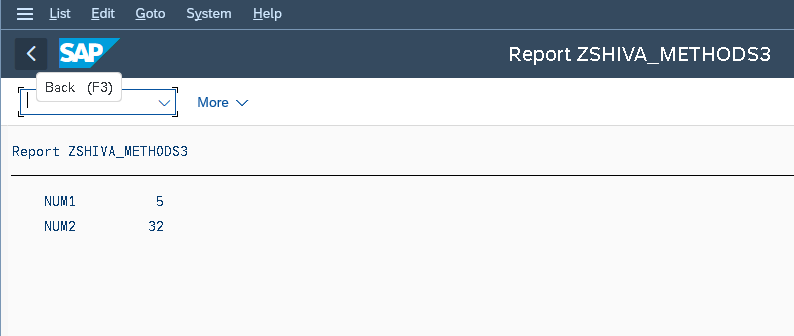 List Edit Goto System Help
SAP Report ZSHIVA_METHODS3
Back (F3)
More
Report ZSHIVA_METHODS3
NUM1 5
NUM2 32